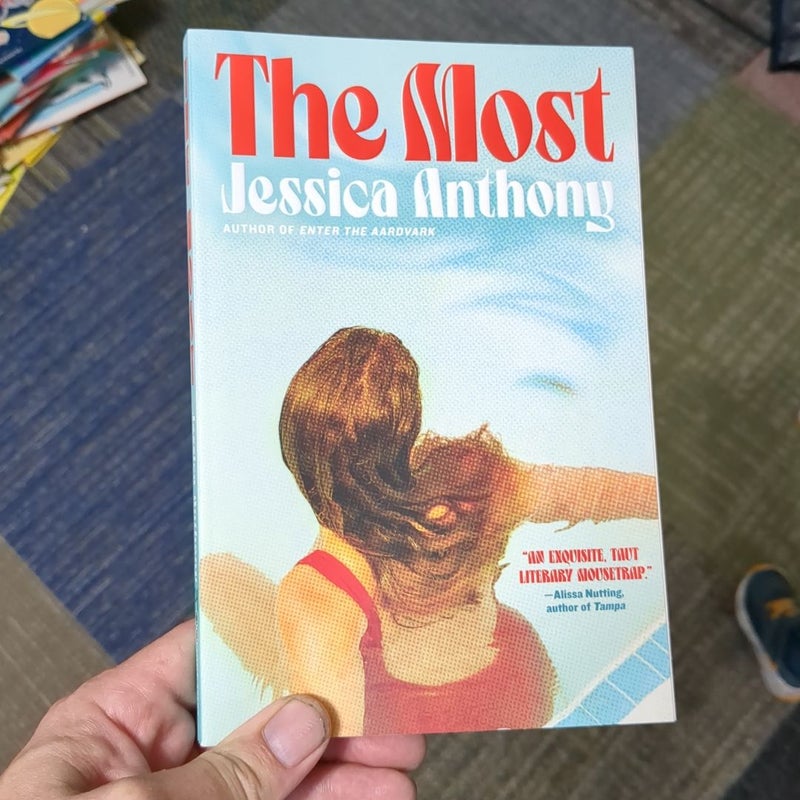 The Most
Jessica Anthony
AUTHOR OF ENTER THE AARDVARK
“AN EXQUISITE, TAUT
LITERARY MOUSETRAP.”
—Alissa Nutting,
author of Tampa